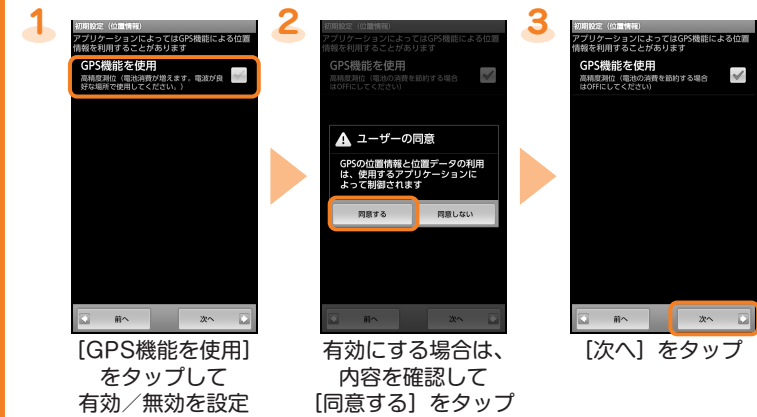 1
初期設定（位置情報）
アプリケーションによってはGPS機能による位置
情報を利用することがあります
GPS機能を使用
高精度測位（電池消費が増えます。電波が良
好な場所で使用してください。）
前へ
次へ
［GPS機能を使用］
をタップして
有効／無効を設定
2
初期設定（位置情報）
アプリケーションによってはGPS機能による位置
情報を利用することがあります
GPS機能を使用
高精度測位（電池の消費を節約する場合
はOFFにしてください）
ユーザーの同意
GPSの位置情報と位置データの利用
は、使用するアプリケーションに
よって制御されます
同意する
同意しない
前へ
次へ
有効にする場合は、
内容を確認して
［同意する］をタップ
3
初期設定（位置情報）
アプリケーションによってはGPS機能による位置
情報を利用することがあります
GPS機能を使用
高精度測位（電池の消費を節約する場合
はOFFにしてください）
前へ
次へ
［次へ］をタップ